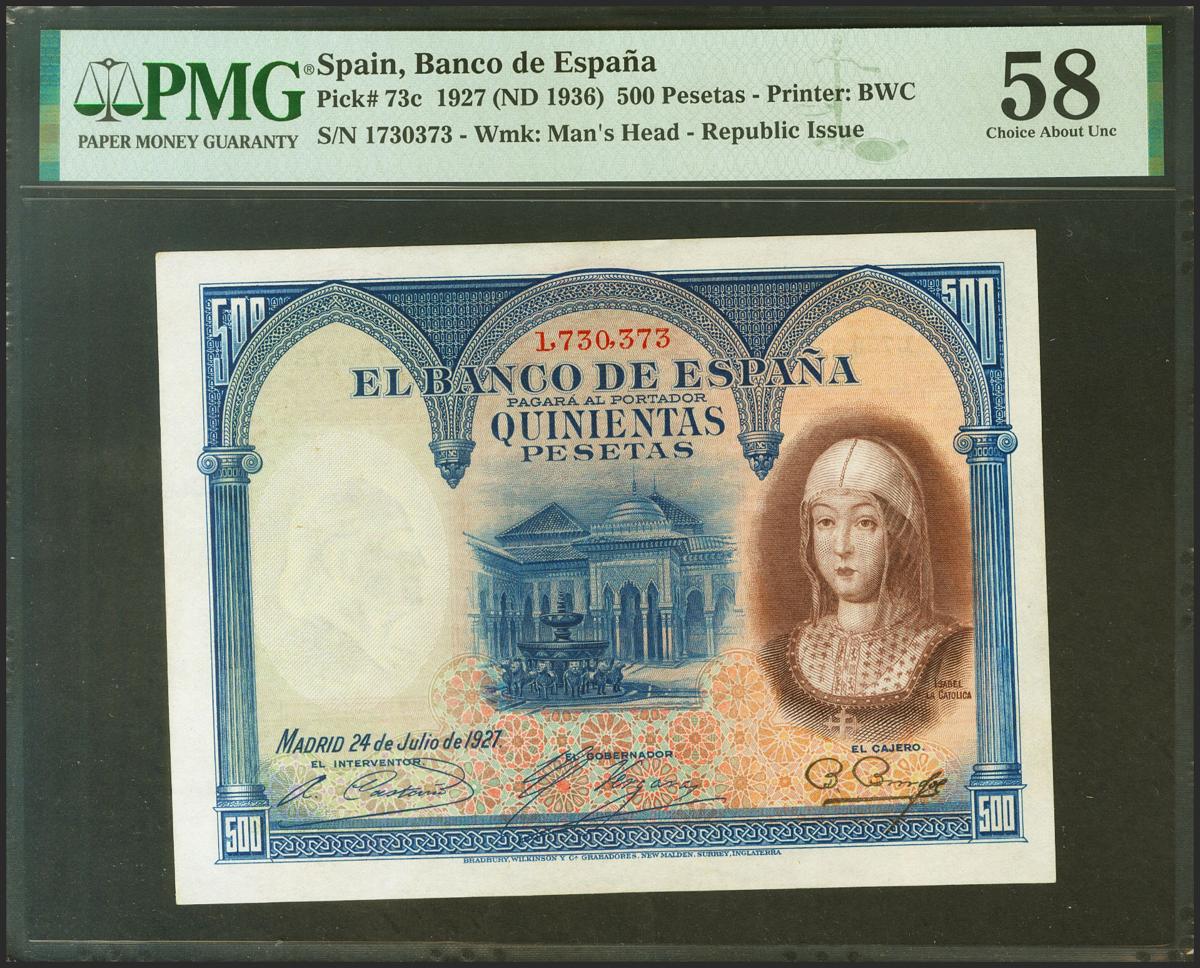 PMG®
PAPER MONEY GUARANTY
Spain, Banco de España
Pick# 73c 1927 (ND 1936) 500 Pesetas - Printer: BWC
S/N 1730373 - Wmk: Man's Head - Republic Issue
58
Choice About Unc
500
500
1,730,373
EL BANCO DE ESPAÑA
PAGARÁ AL PORTADOR
QUINIENTAS
PESETAS
ISABEL
LA CATOLICA
MADRID 24 de Julio de 1927.
EL INTERVENTOR.
EL GOBERNADOR
EL CAJERO.
500
500
BRADBURY, WILKINSON Y Cª GRABADORES, NEW MALDEN, SURREY, INGLATERRA